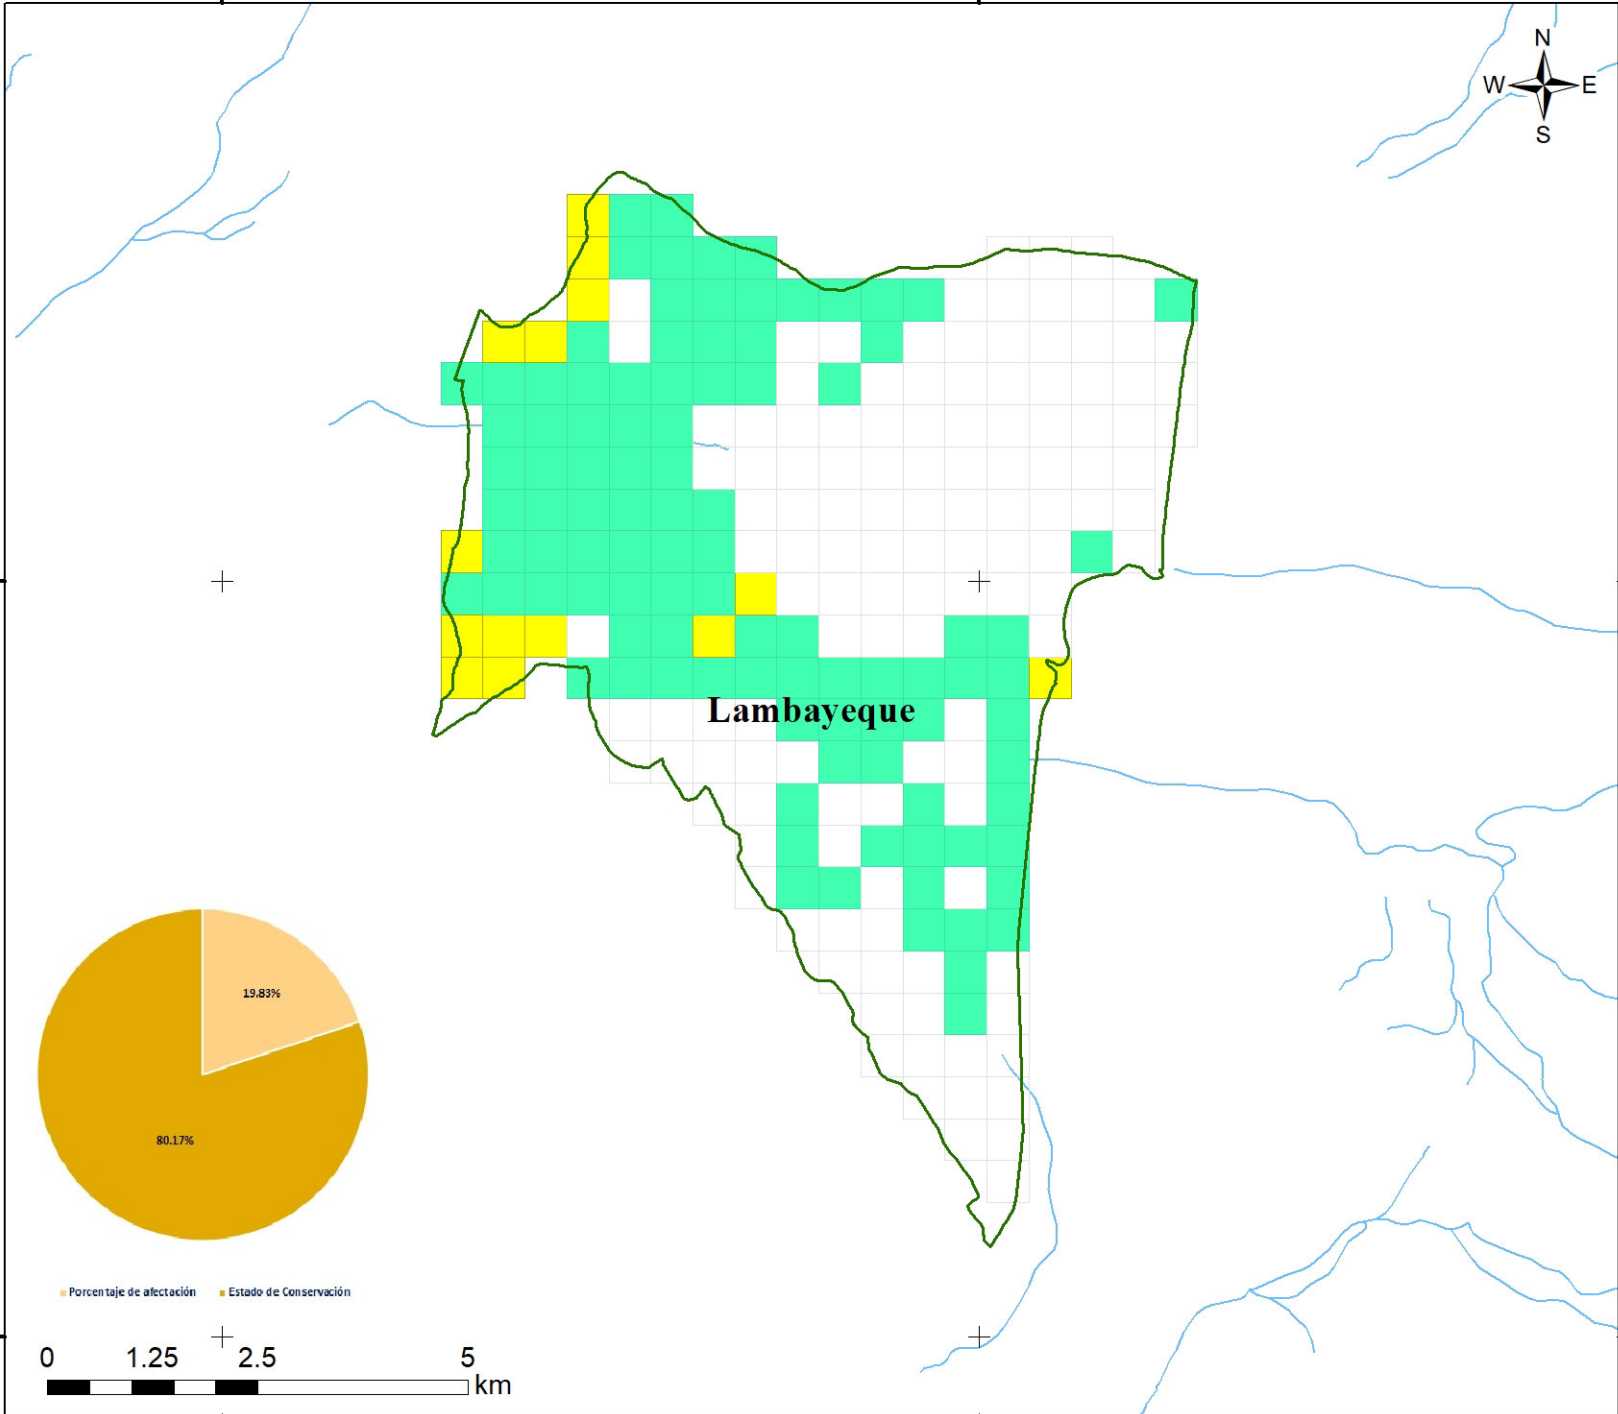 N
W E
S
Lambayeque
19.83%
80.17%
Porcentaje de afectación Estado de Conservación
0 1.25 2.5 5
km